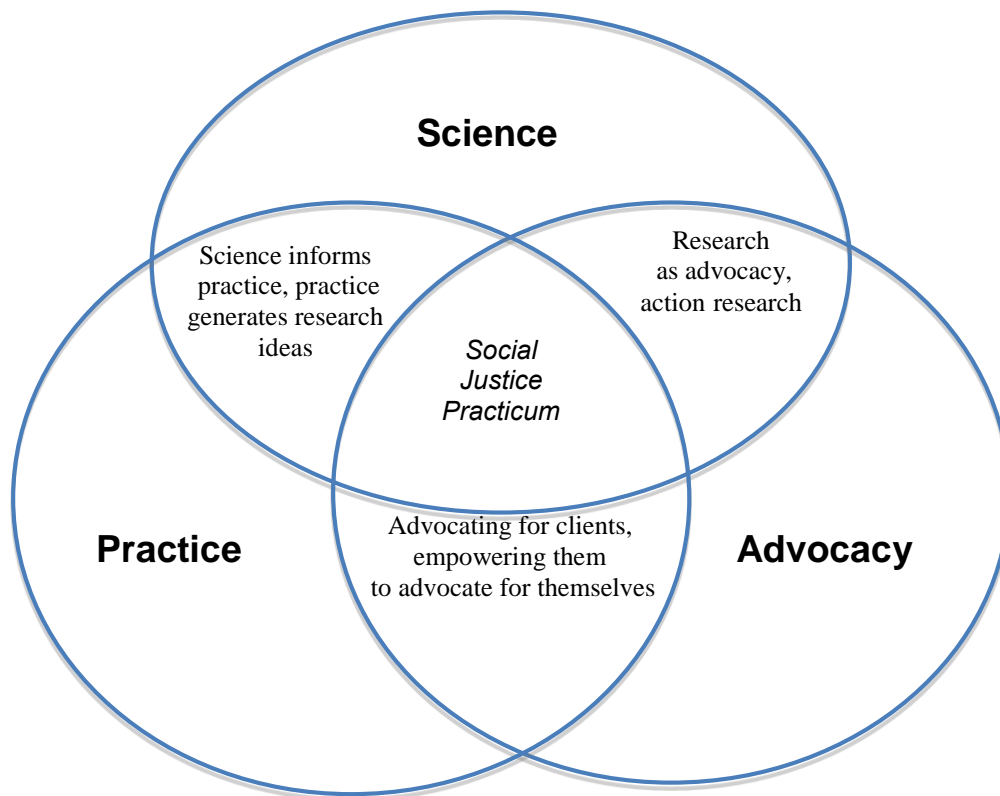 Science
Science informs
practice, practice
generates research
ideas
Research
as advocacy,
action research
Social
Justice
Practicum
Practice
Advocating for clients,
empowering them
to advocate for themselves
Advocacy